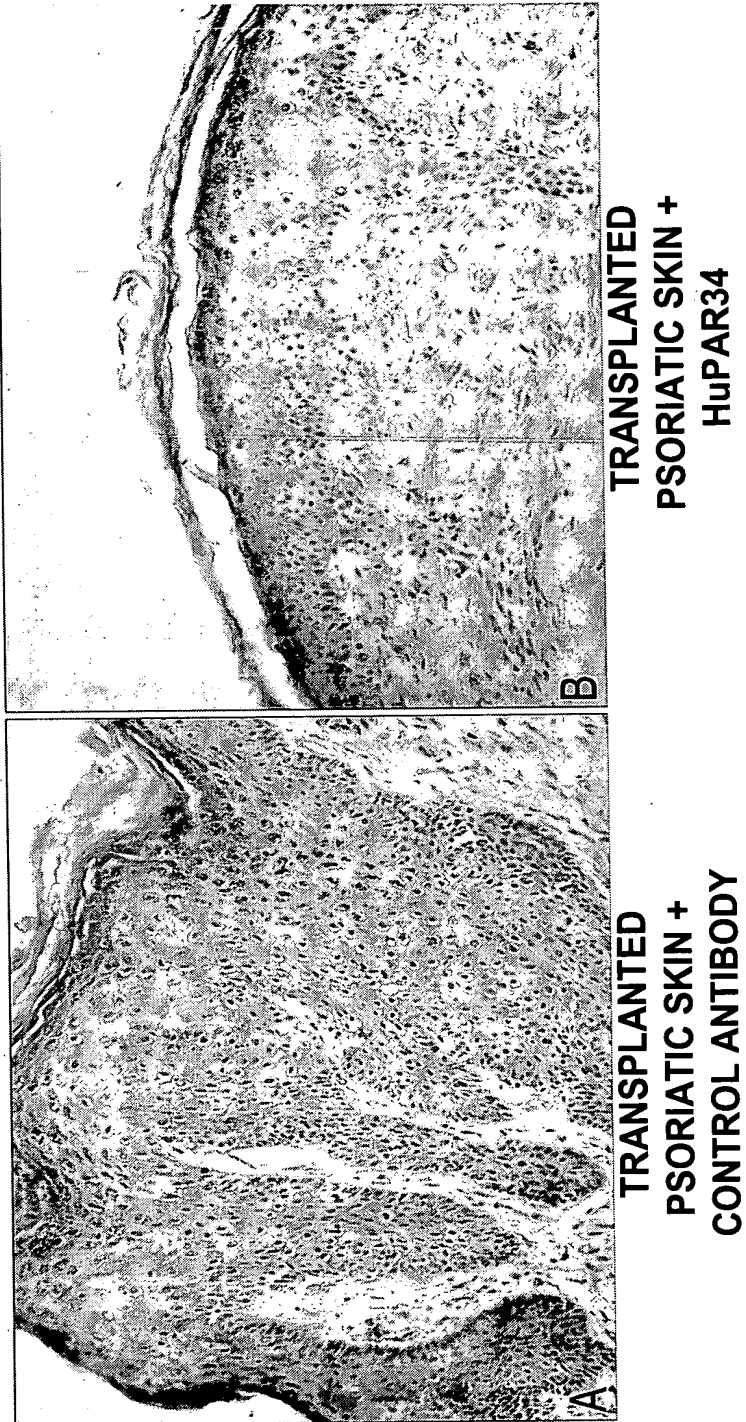 A
TRANSPLANTED
PSORIATIC SKIN +
CONTROL ANTIBODY
B
TRANSPLANTED
PSORIATIC SKIN +
HuPAR34